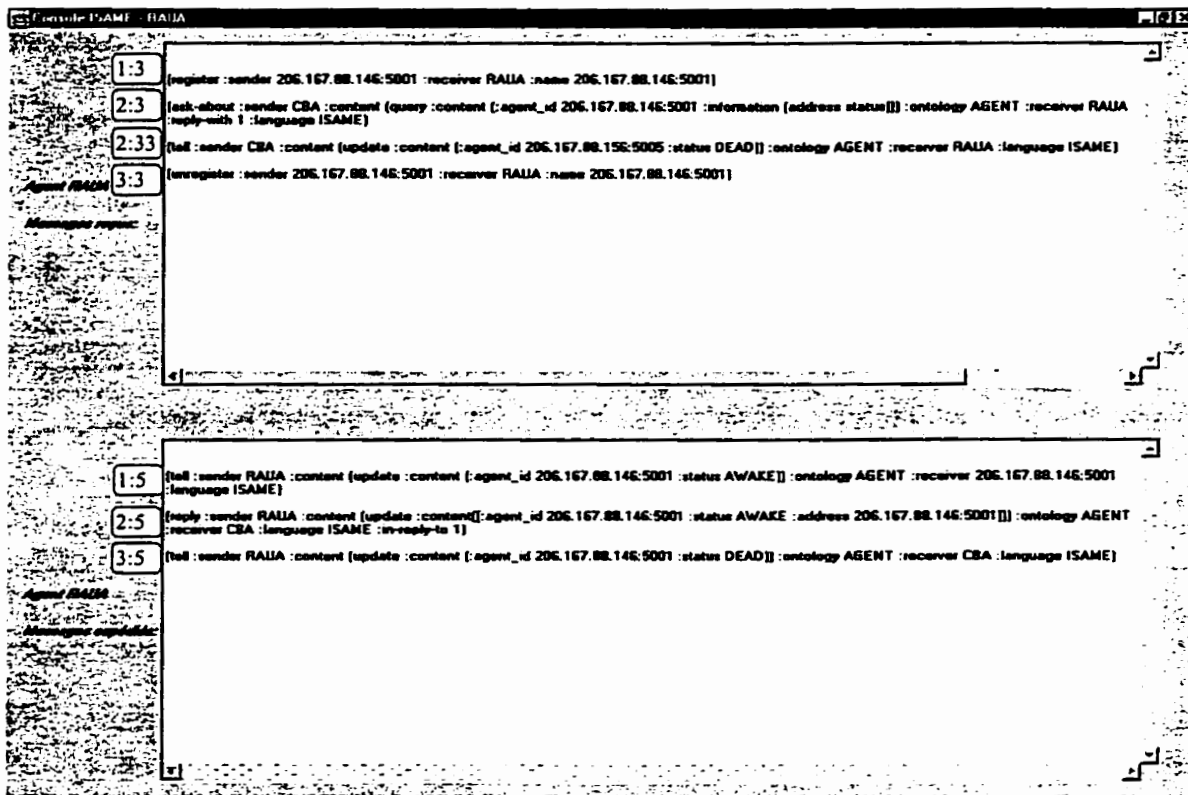 Console ISAME - RAUA
1:3
(register :sender 206.167.88.146:5001 :receiver RAUA :name 206.167.88.146:5001)
2:3
(ask-about :sender CBA :content (query :content (:agent_id 206.167.88.146:5001 :information (address status))) :ontology AGENT :receiver RAUA
:reply-with 1 :language ISAME)
2:33
(tell :sender CBA :content (update :content (:agent_id 206.167.88.156:5005 :status DEAD)) :ontology AGENT :receiver RAUA :language ISAME)
3:3
(unregister :sender 206.167.88.146:5001 :receiver RAUA :name 206.167.88.146:5001)
Agent RAUA
Messages reçus:
1:5
(tell :sender RAUA :content (update :content (:agent_id 206.167.88.146:5001 :status AWAKE)) :ontology AGENT :receiver 206.167.88.146:5001
:language ISAME)
2:5
(reply :sender RAUA :content (update :content((:agent_id 206.167.88.146:5001 :status AWAKE :address 206.167.88.146:5001))) :ontology AGENT
:receiver CBA :language ISAME :in-reply-to 1)
3:5
(tell :sender RAUA :content (update :content (:agent_id 206.167.88.146:5001 :status DEAD)) :ontology AGENT :receiver CBA :language ISAME)
Agent RAUA
Messages expédiés: